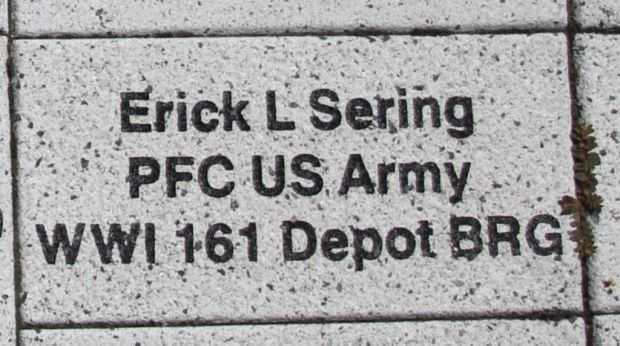 Erick L Sering
PFC US Army
WWI 161 Depot BRG